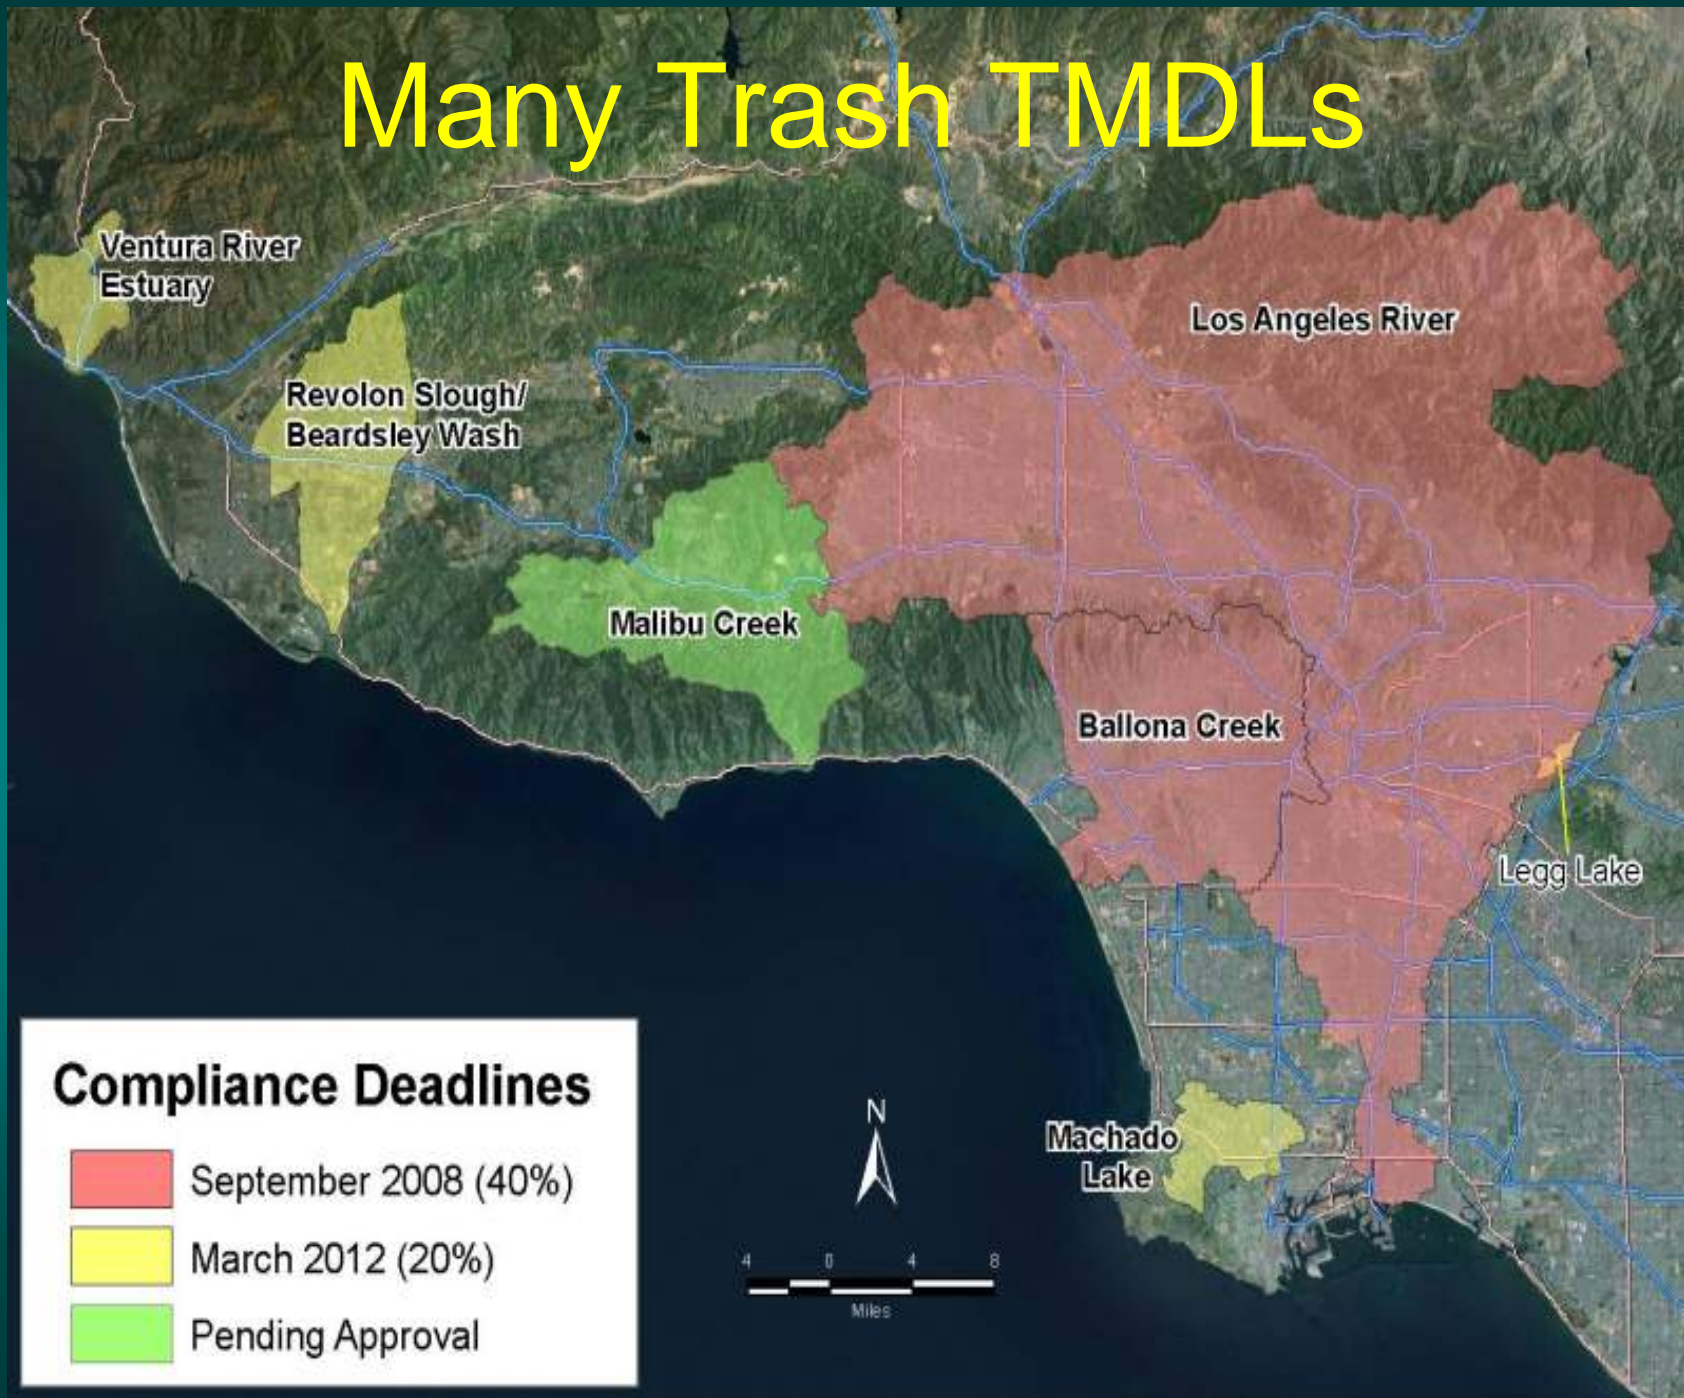 Many Trash TMDLs
Ventura River
Estuary
Los Angeles River
Revolon Slough/
Beardsley Wash
Malibu Creek
Ballona Creek
Legg Lake
Machado
Lake
Compliance Deadlines
September 2008 (40%)
March 2012 (20%)
Pending Approval
N
4 0 4 8
Miles